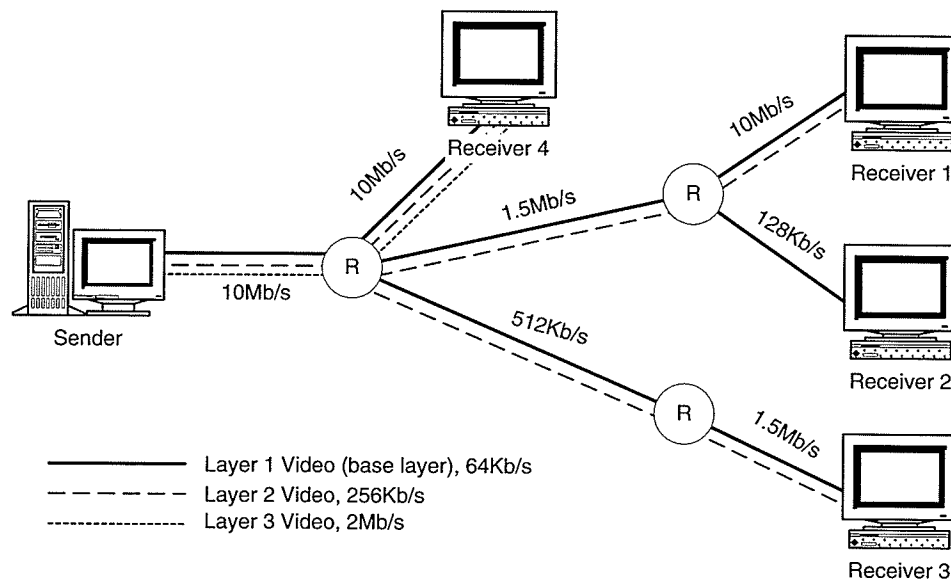 Receiver 4
10Mb/s
Receiver 1
10Mb/s
R
1.5Mb/s
128Kb/s
R
10Mb/s
Sender
512Kb/s
Receiver 2
R
1.5Mb/s
Layer 1 Video (base layer), 64Kb/s
Layer 2 Video, 256Kb/s
Layer 3 Video, 2Mb/s
Receiver 3